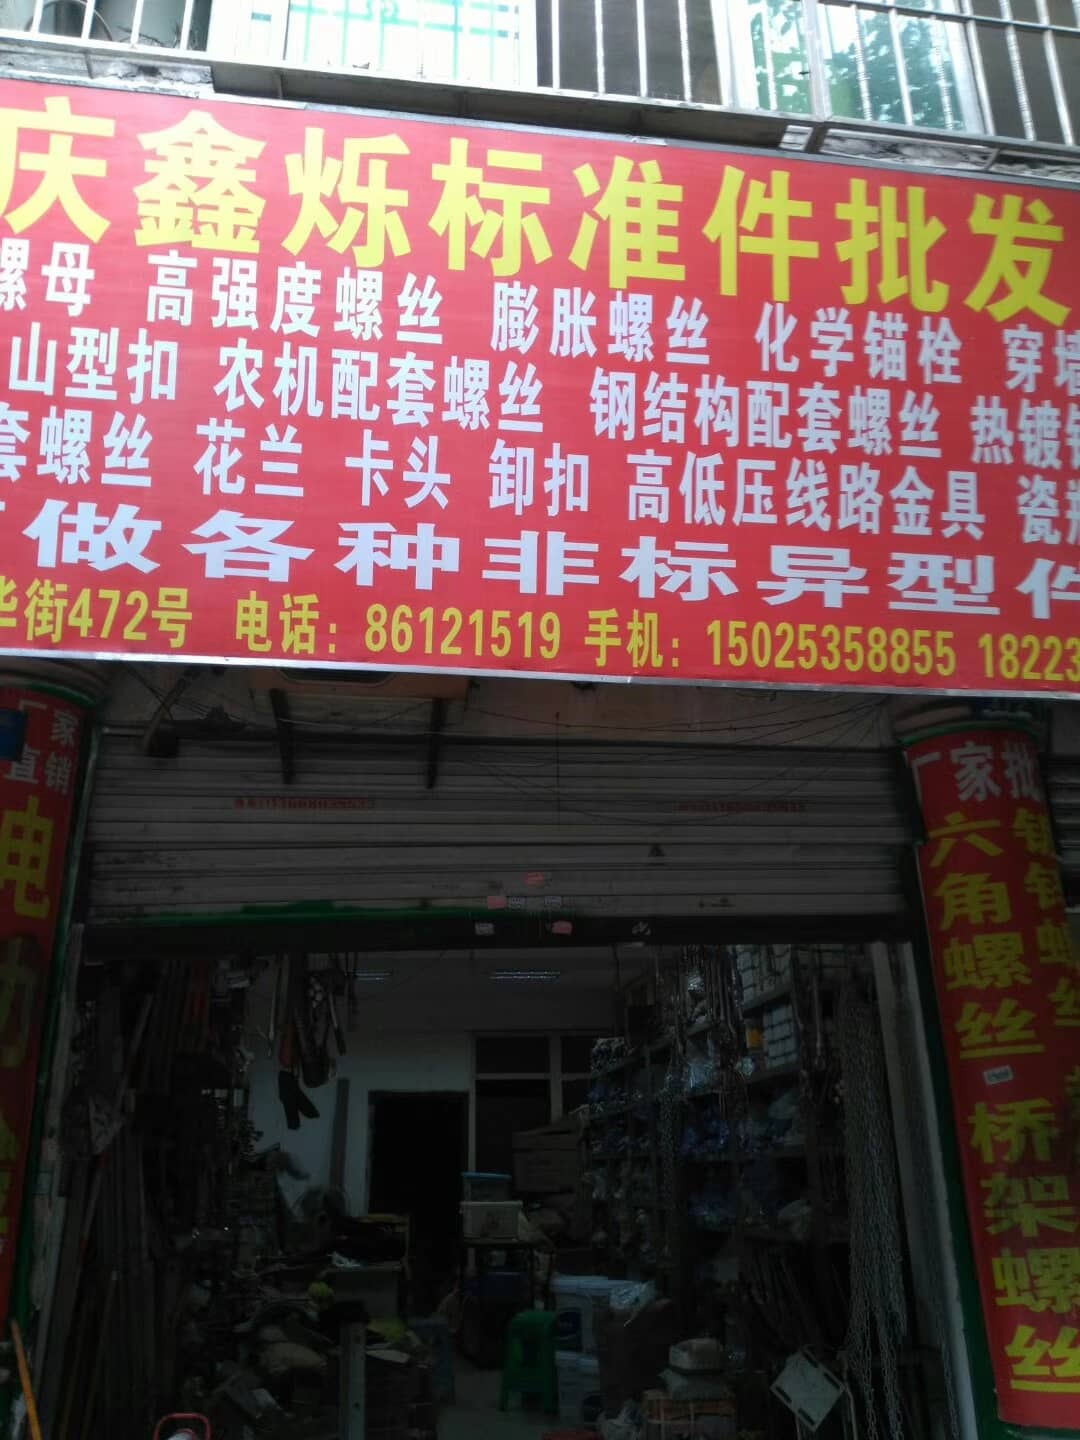 庆鑫烁标准件批发
螺母 高强度螺丝 膨胀螺丝 化学锚栓 穿墙
山型扣 农机配套螺丝 钢结构配套螺丝 热镀锌
套螺丝 花兰 卡头 卸扣 高低压线路金具 瓷瓶
做各种非标异型件
华街472号 电话：86121519 手机：15025358855 18223
厂家
直销
电
厂家批
六角螺丝 桥架螺丝